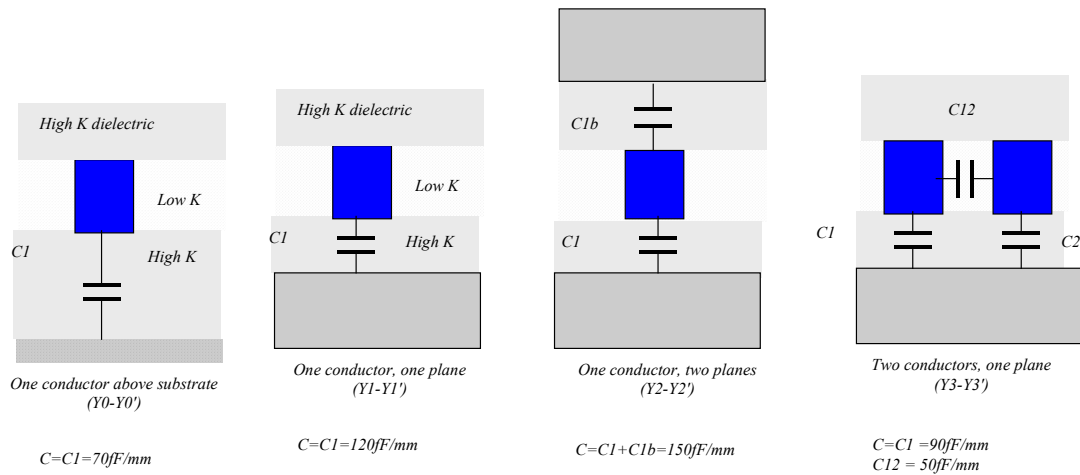 High K dielectric
Low K
C1
High K
One conductor above substrate
(Y0-Y0')
C=C1=70fF/mm
High K dielectric
Low K
C1
High K
One conductor, one plane
(Y1-Y1')
C=C1=120fF/mm
C1b
C1
One conductor, two planes
(Y2-Y2')
C=C1+C1b=150fF/mm
C12
C1
C2
Two conductors, one plane
(Y3-Y3')
C=C1 =90fF/mm
C12 = 50fF/mm